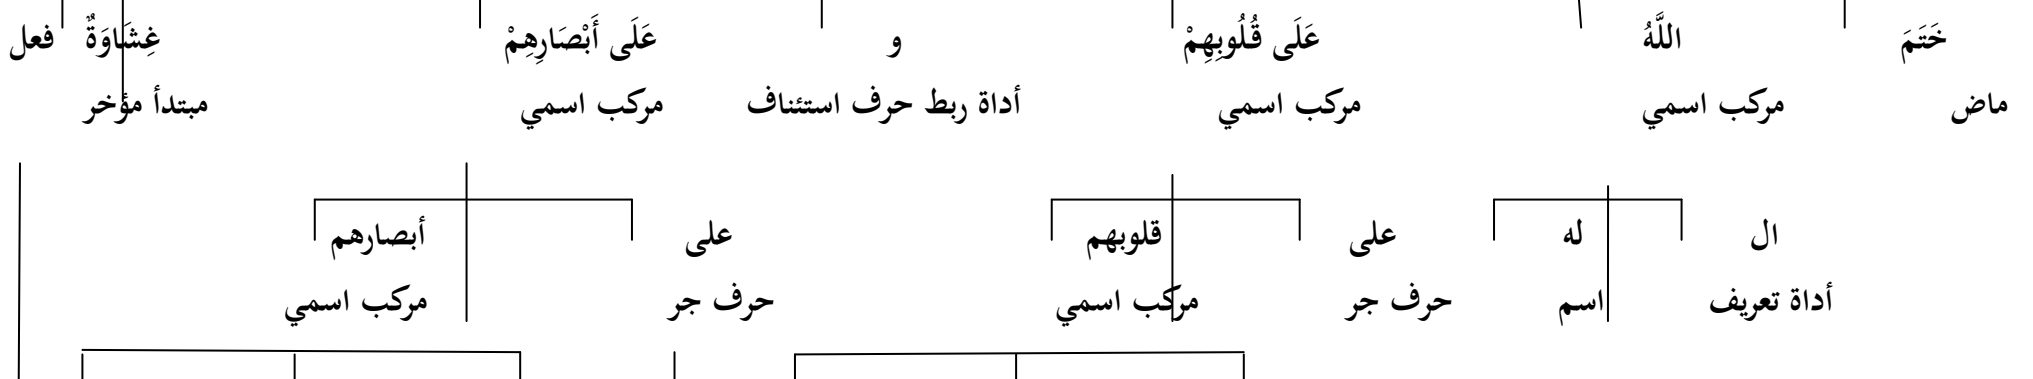 خَتَمَ اللَّهُ عَلَى قُلُوبِهِمْ و عَلَى أَبْصَارِهِمْ غِشَاوَةٌ فعل
ماض مركب اسمي مركب اسمي أداة ربط حرف استئناف مركب اسمي مبتدأ مؤخر
ال له على قلوبهم على أبصارهم
أداة تعريف اسم حرف جر مركب اسمي حرف جر مركب اسمي